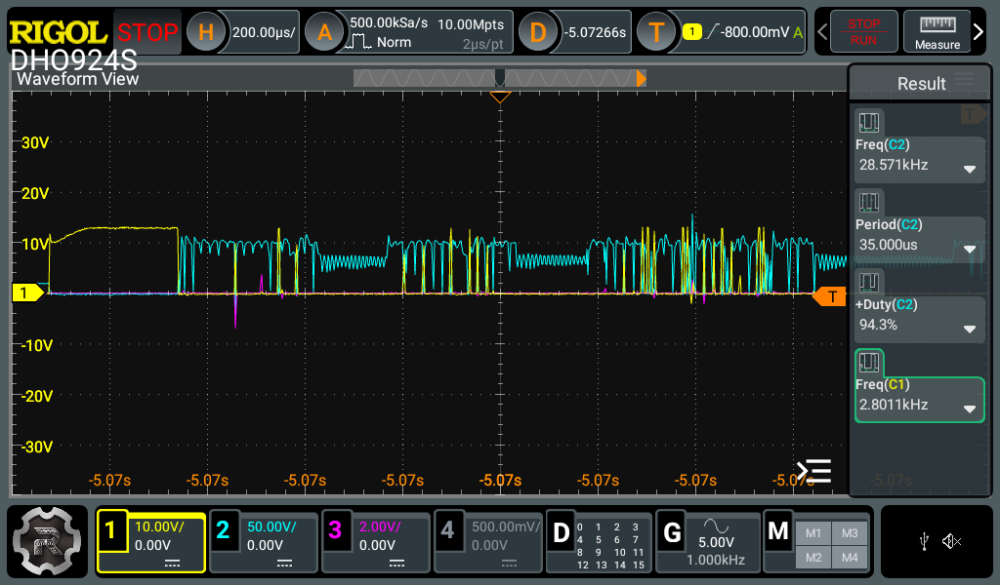 RIGOL STOP H 200.00µs/ A 500.00kSa/s 10.00Mpts D -5.07266s T 1 -800.00mV A STOP
Norm 2µs/pt RUN Measure
DHO924S
Waveform View
Result
T
Freq(C2)
28.571kHz
Period(C2)
35.000us
+Duty(C2)
94.3%
Freq(C1)
2.8011kHz
30V
20V
10V
1
T
-10V
-20V
-30V
-5.07s -5.07s -5.07s -5.07s -5.07s -5.07s -5.07s -5.07s -5.07s
1 10.00V/ 2 50.00V/ 3 2.00V/ 4 500.00mV/ D 0 1 2 3 G 5.00V M M1 M3
0.00V 0.00V 0.00V 0.00V 4 5 6 7 1.000kHz M2 M4
8 9 10 11
12 13 14 15
R